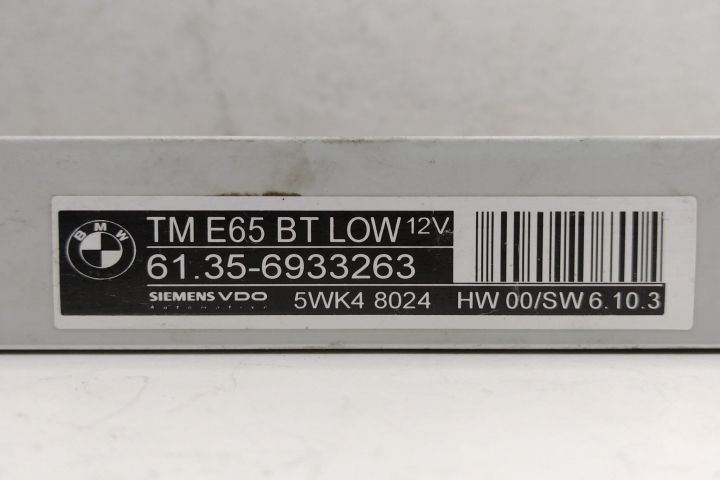 BMW
TM E65 BT LOW 12V
61.35-6933263
SIEMENS VDO 5WK4 8024 HW 00/SW 6.10.3
Automotive